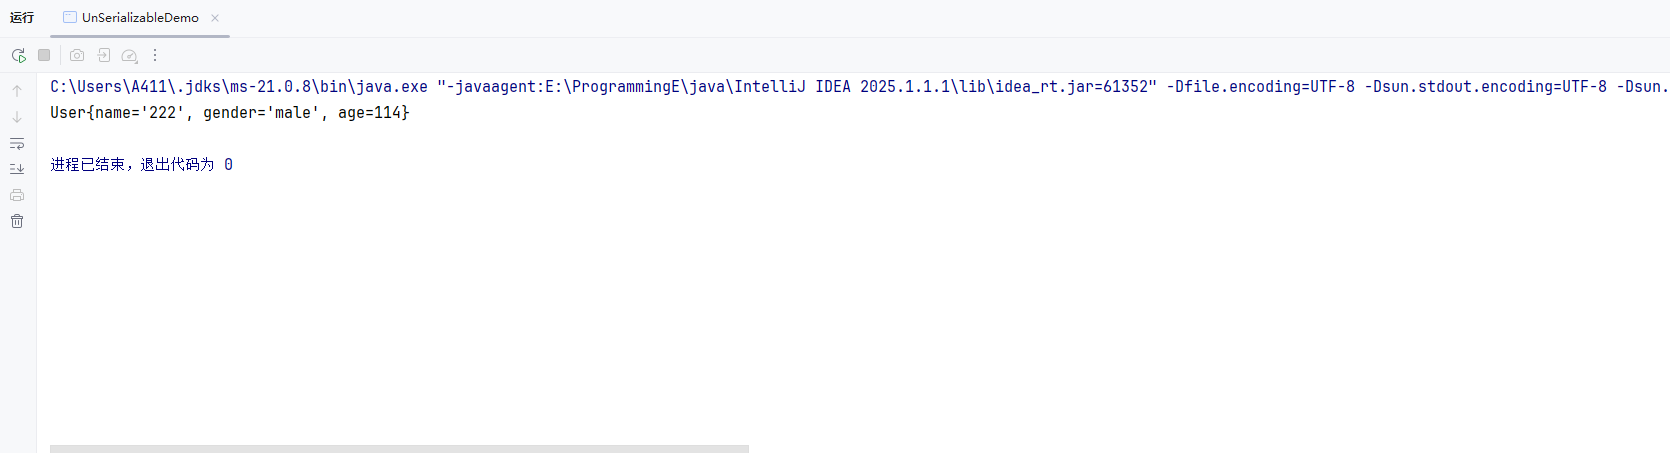 运行 UnSerializableDemo
C:\Users\A411\.jdks\ms-21.0.8\bin\java.exe "-javaagent:E:\ProgrammingE\java\IntelliJ IDEA 2025.1.1.1\lib\idea_rt.jar=61352" -Dfile.encoding=UTF-8 -Dsun.stdout.encoding=UTF-8 -Dsun.
User{name='222', gender='male', age=114}
进程已结束，退出代码为 0